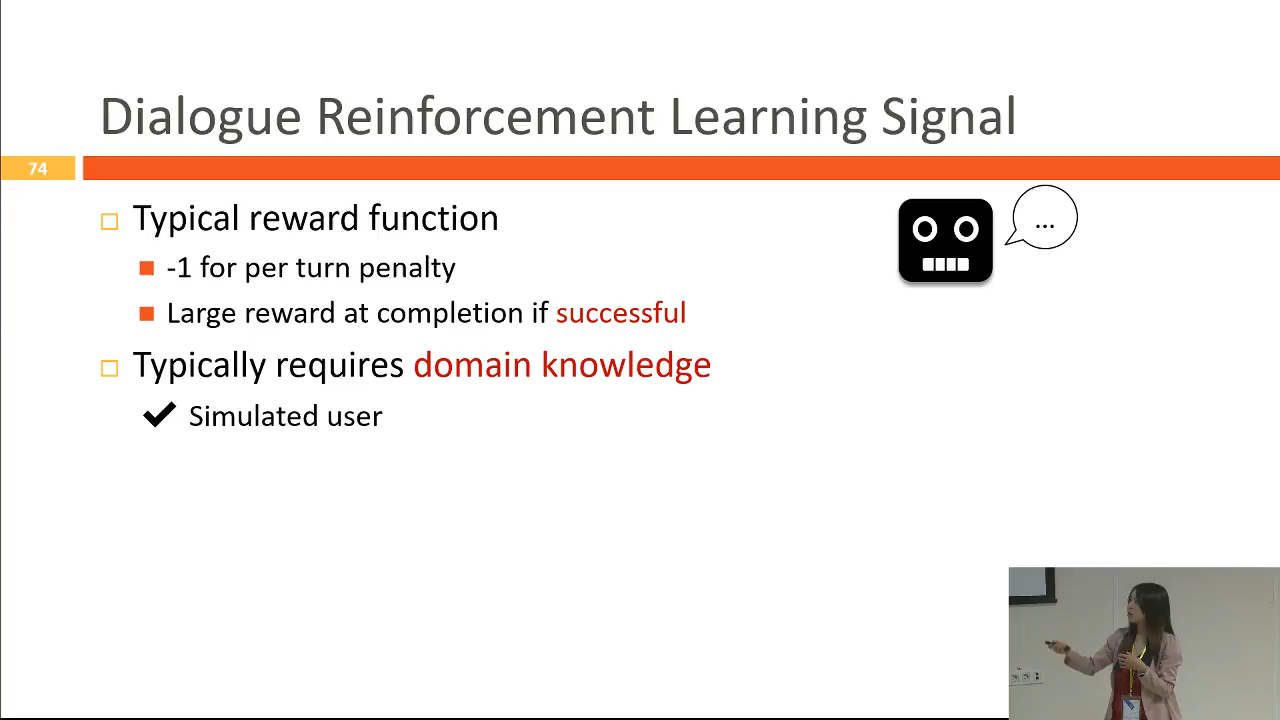 Dialogue Reinforcement Learning Signal
74
Typical reward function
-1 for per turn penalty
Large reward at completion if successful
Typically requires domain knowledge
Simulated user
...